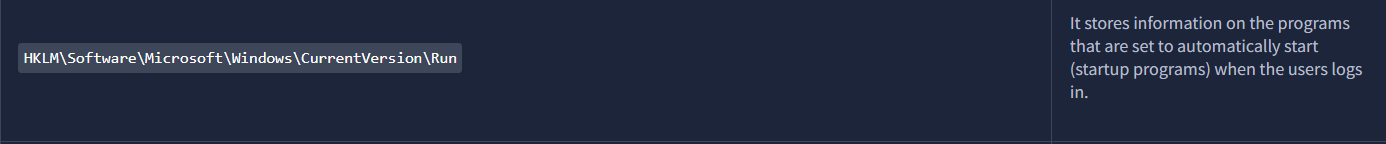 HKLM\Software\Microsoft\Windows\CurrentVersion\Run
It stores information on the programs
that are set to automatically start
(startup programs) when the users logs
in.